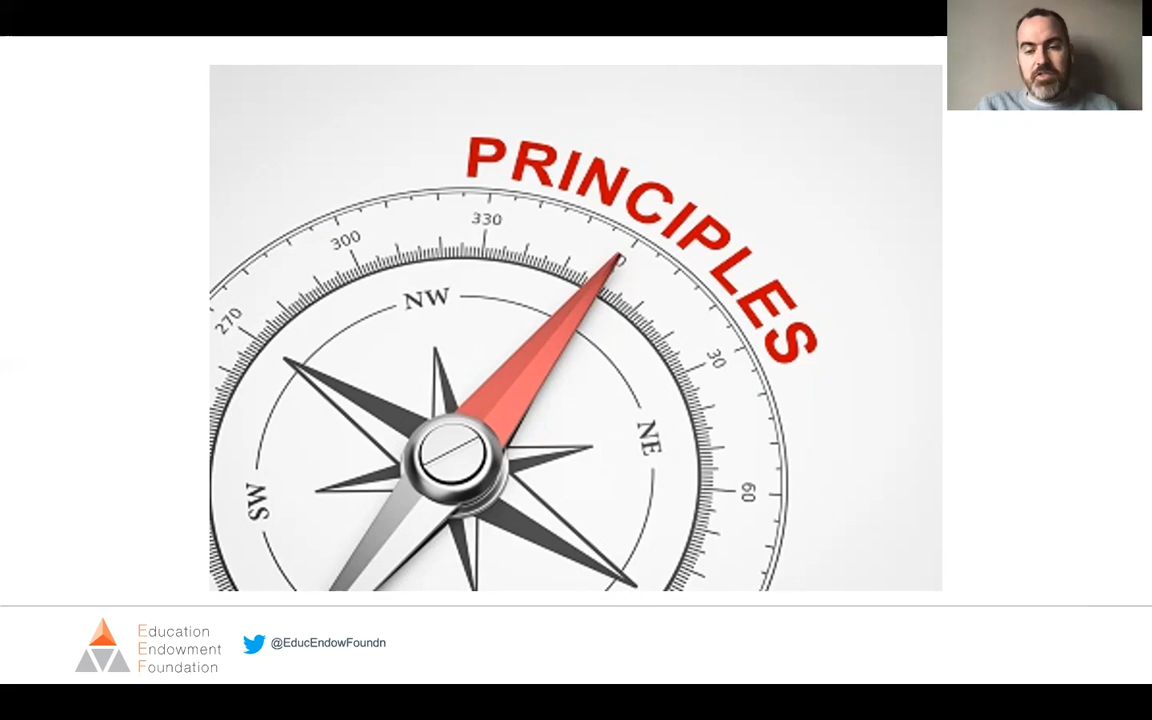 PRINCIPLES
330
300
270
NW
30
NE
60
SW
Education
Endowment
Foundation
@EducEndowFoundn